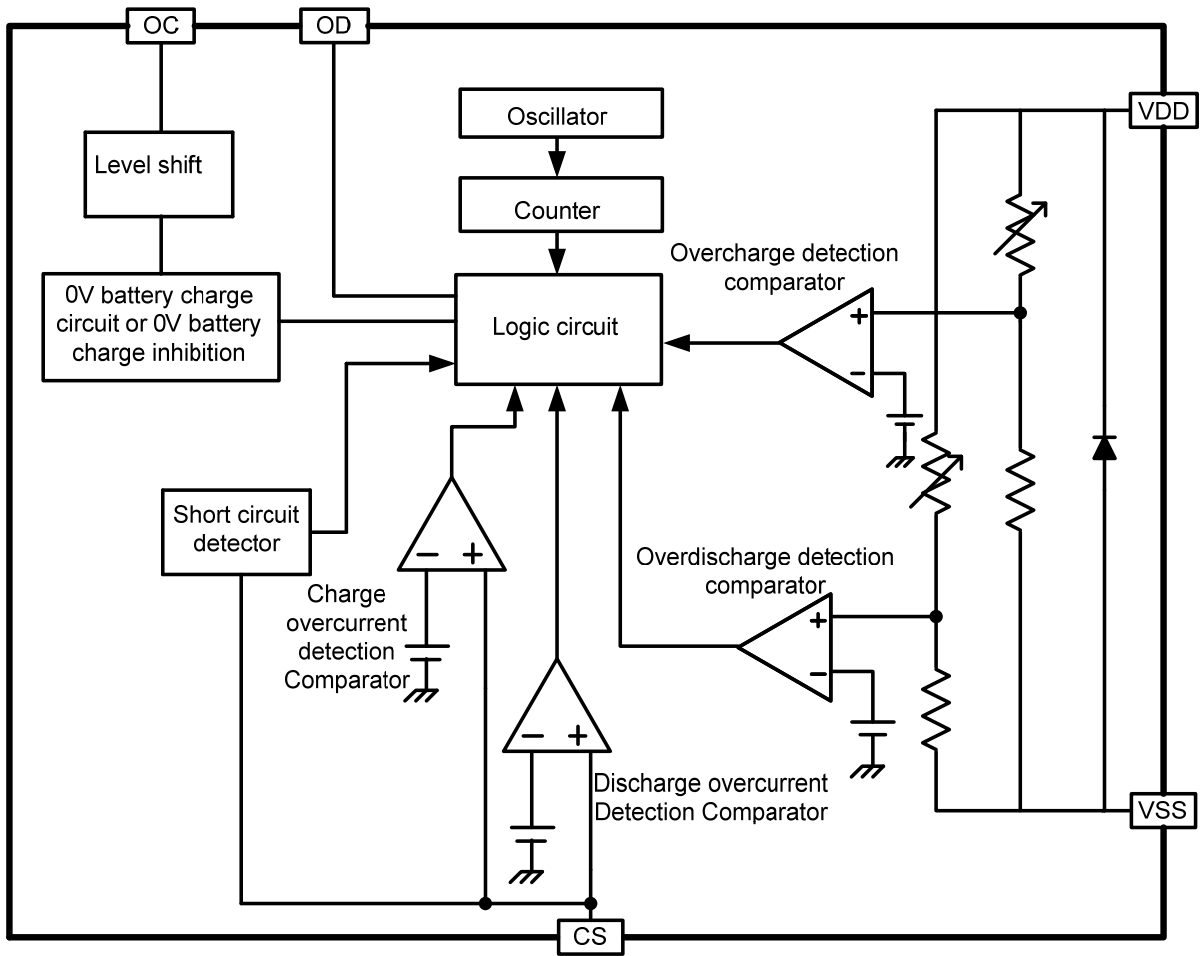 OC
OD
VDD
Oscillator
Level shift
Counter
Overcharge detection
comparator
0V battery charge
circuit or 0V battery
charge inhibition
Logic circuit
+
−
Short circuit
detector
− +
Overdischarge detection
comparator
Charge
overcurrent
detection
Comparator
+
−
− +
Discharge overcurrent
Detection Comparator
VSS
CS